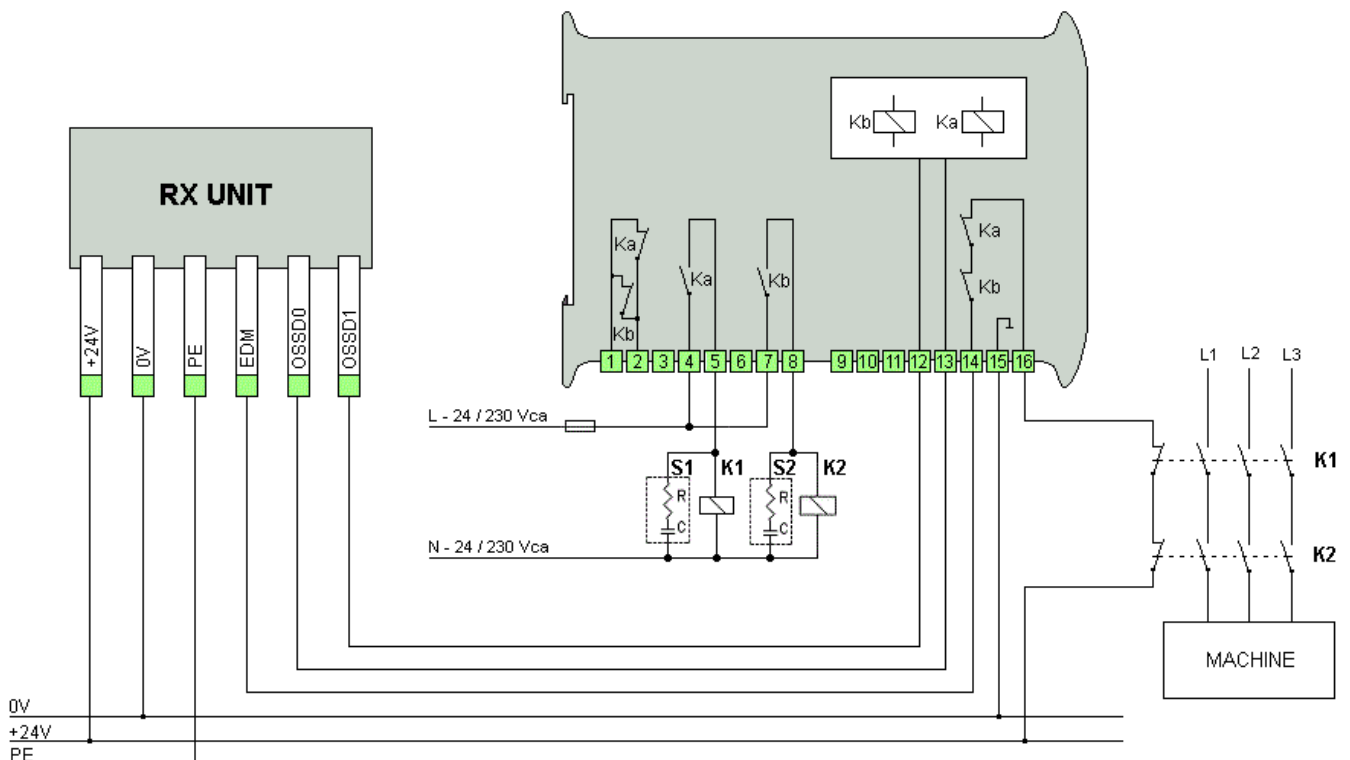 Kb
Ka
RX UNIT
Ka
Kb
Ka
Kb
Ka
Kb
+24V
0V
PE
EDM
OSSD0
OSSD1
1 2 3 4 5 6 7 8 9 10 11 12 13 14 15 16
L1 L2 L3
L - 24 / 230 Vca
S1 K1 S2 K2
R
C
R
C
K1
N - 24 / 230 Vca
K2
MACHINE
0V
+24V
PE